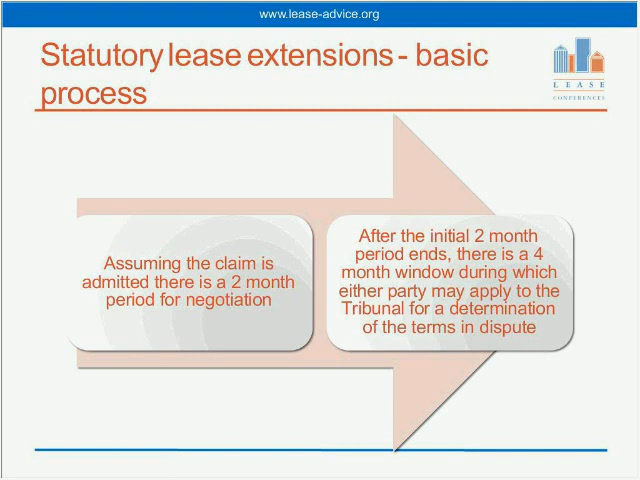 www.lease-advice.org
Statutory lease extensions - basic
process
L E A S E
CONFERENCES
Assuming the claim is
admitted there is a 2 month
period for negotiation
After the initial 2 month
period ends, there is a 4
month window during which
either party may apply to the
Tribunal for a determination
of the terms in dispute